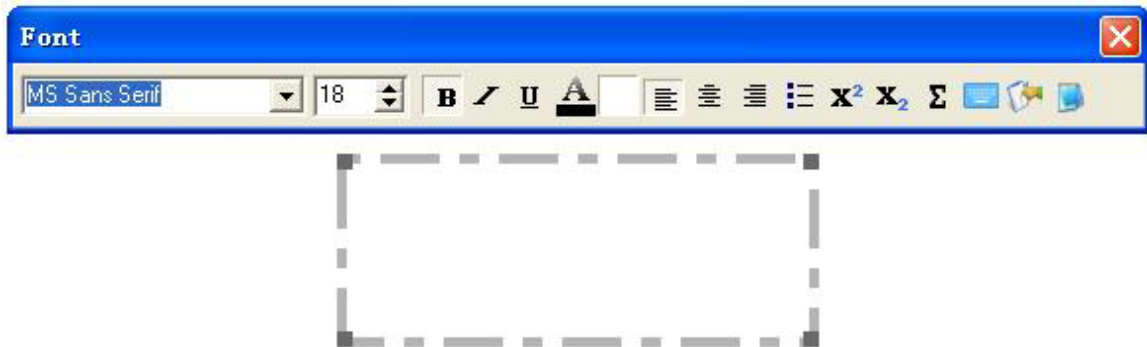 Font
MS Sans Serif 18 B I U A X² X₂ Σ